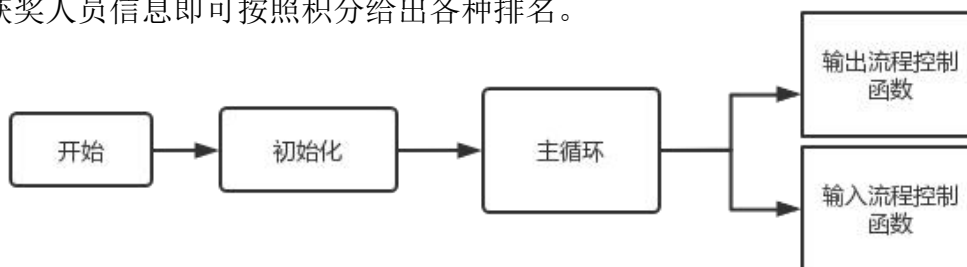 获奖人员信息即可按照积分给出各种排名。
开始
初始化
主循环
输出流程控制
函数
输入流程控制
函数